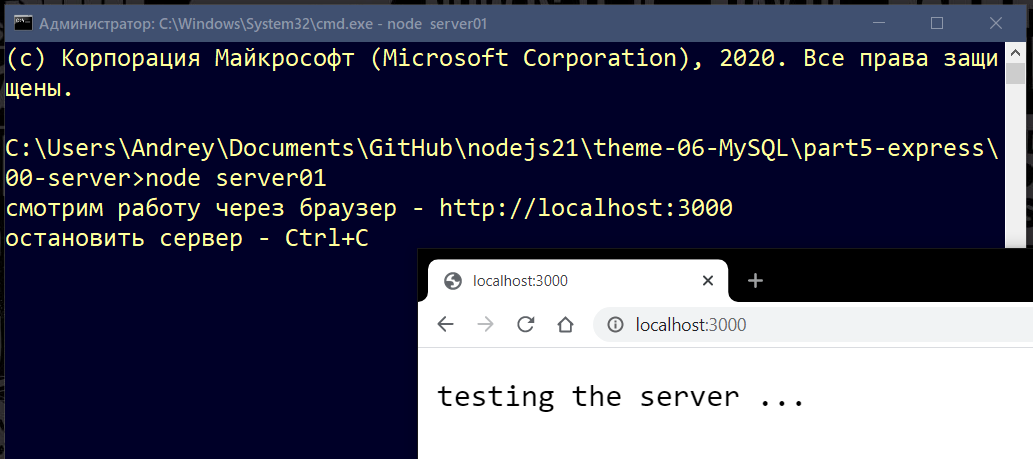 Администратор: C:\Windows\System32\cmd.exe - node server01
(c) Корпорация Майкрософт (Microsoft Corporation), 2020. Все права защи
щены.
C:\Users\Andrey\Documents\GitHub\nodejs21\theme-06-MySQL\part5-express\
00-server>node server01
смотрим работу через браузер - http://localhost:3000
остановить сервер - Ctrl+C
localhost:3000
localhost:3000
testing the server ...